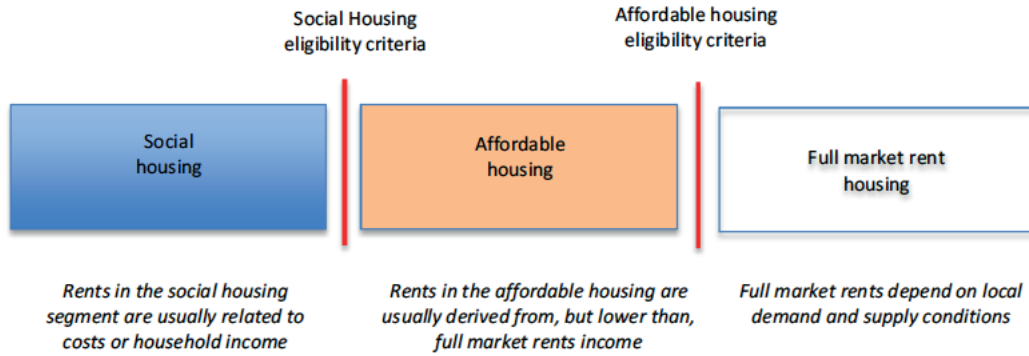 Social Housing
eligibility criteria
Affordable housing
eligibility criteria
Social
housing
Affordable
housing
Full market rent
housing
Rents in the social housing
segment are usually related to
costs or household income
Rents in the affordable housing are
usually derived from, but lower than,
full market rents income
Full market rents depend on local
demand and supply conditions